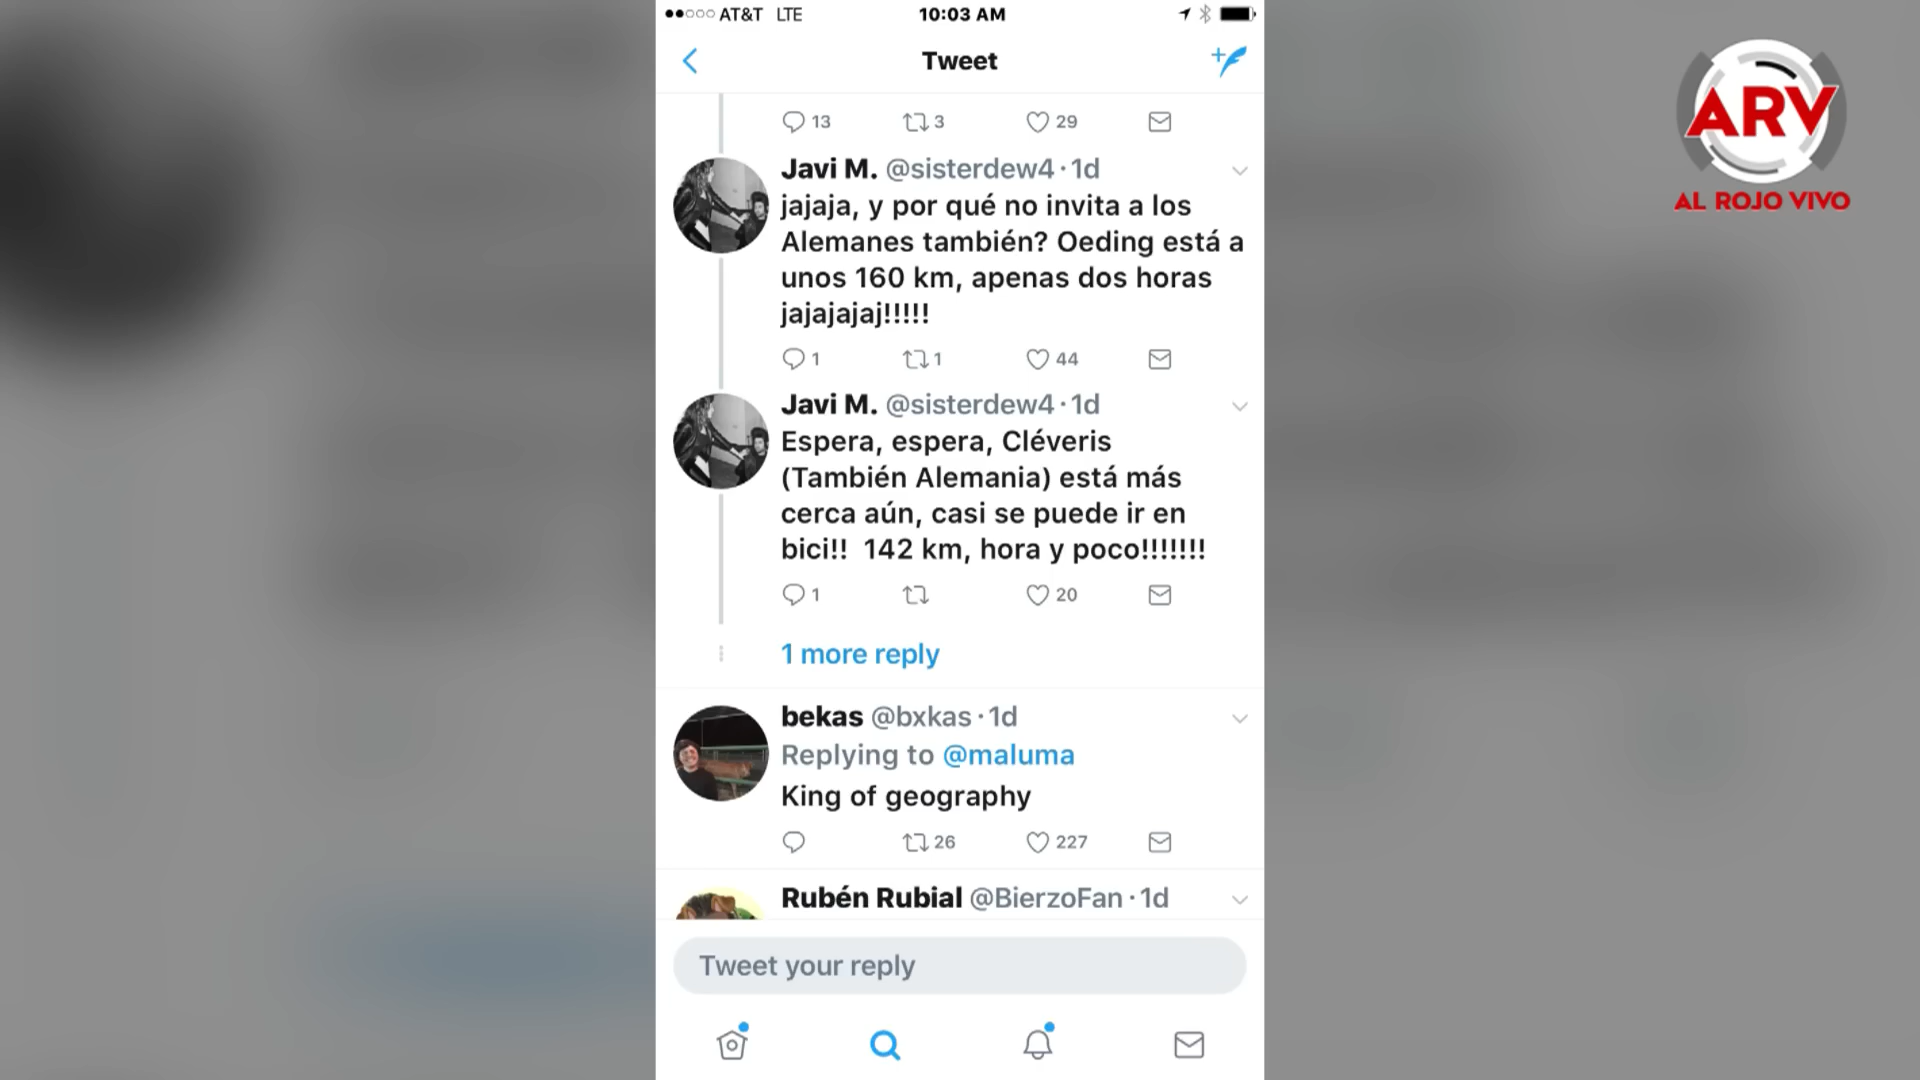 AT&T LTE 10:03 AM
Tweet
13 3 29
Javi M. @sisterdew4 · 1d
jajaja, y por qué no invita a los
Alemanes también? Oeding está a
unos 160 km, apenas dos horas
jajajajaj!!!!!
1 1 44
Javi M. @sisterdew4 · 1d
Espera, espera, Cléveris
(También Alemania) está más
cerca aún, casi se puede ir en
bici!! 142 km, hora y poco!!!!!!!
1 20
1 more reply
bekas @bxkas · 1d
Replying to @maluma
King of geography
26 227
Rubén Rubial @BierzoFan · 1d
Tweet your reply
ARV
AL ROJO VIVO